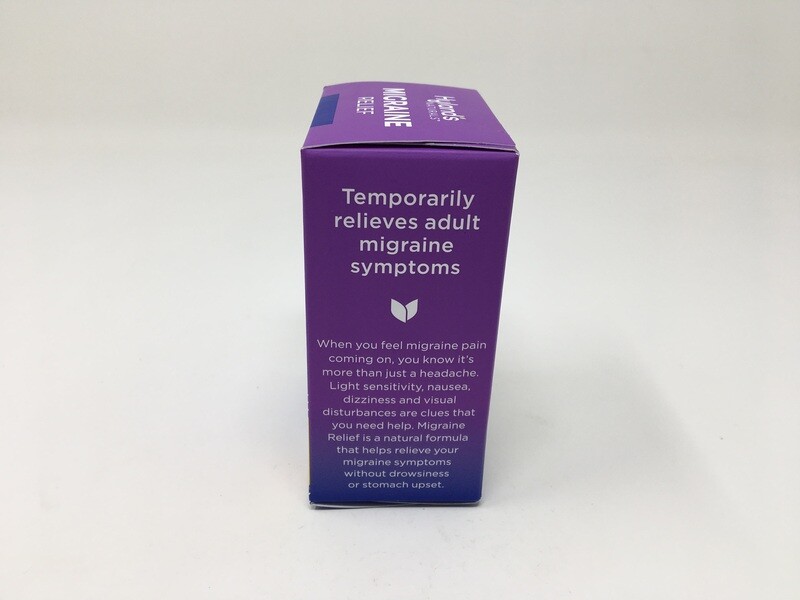 Hyland's
NATURALS
MIGRAINE
RELIEF
Temporarily
relieves adult
migraine
symptoms
When you feel migraine pain
coming on, you know it's
more than just a headache.
Light sensitivity, nausea,
dizziness and visual
disturbances are clues that
you need help. Migraine
Relief is a natural formula
that helps relieve your
migraine symptoms
without drowsiness
or stomach upset.